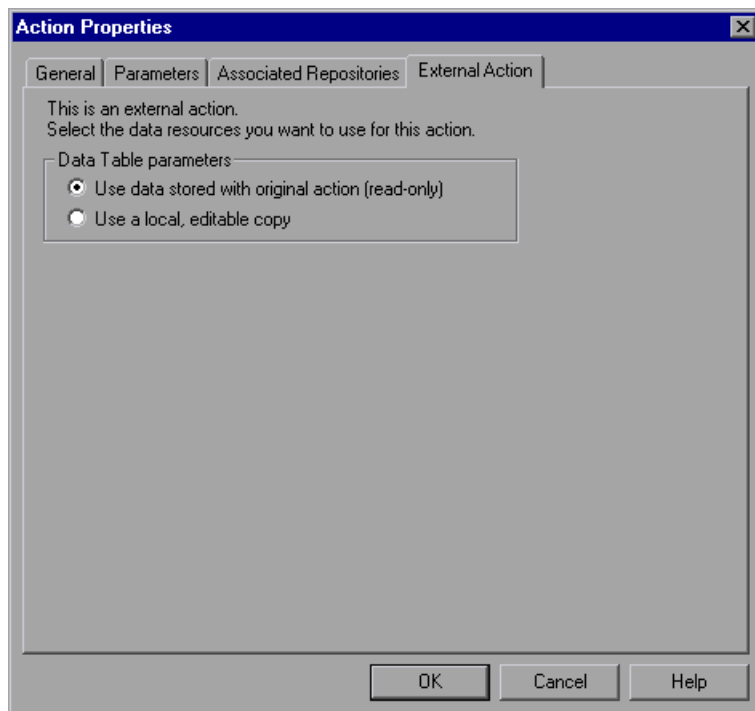 Action Properties
General Parameters Associated Repositories External Action
This is an external action.
Select the data resources you want to use for this action.
Data Table parameters
Use data stored with original action (read-only)
Use a local, editable copy
OK Cancel Help